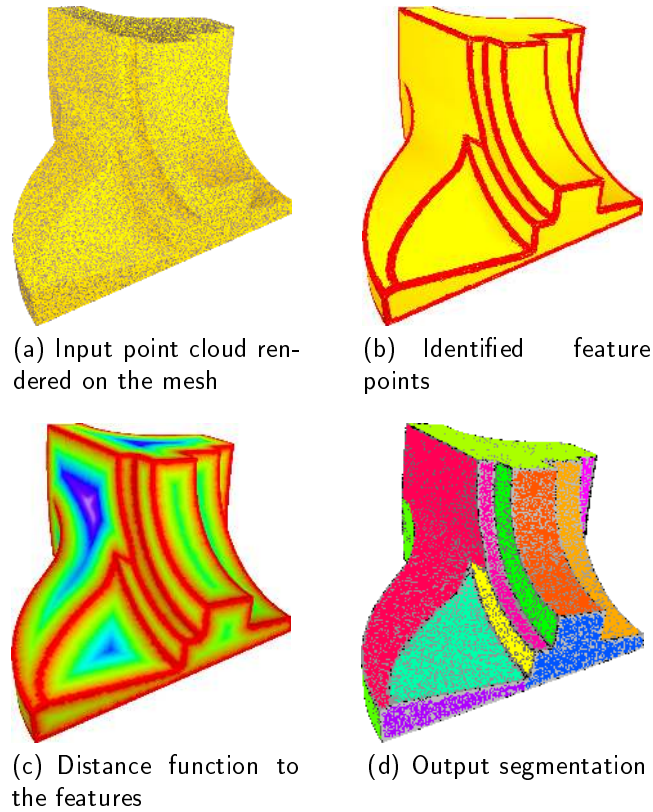 (a) Input point cloud ren-
dered on the mesh
(b) Identified feature
points
(c) Distance function to
the features
(d) Output segmentation